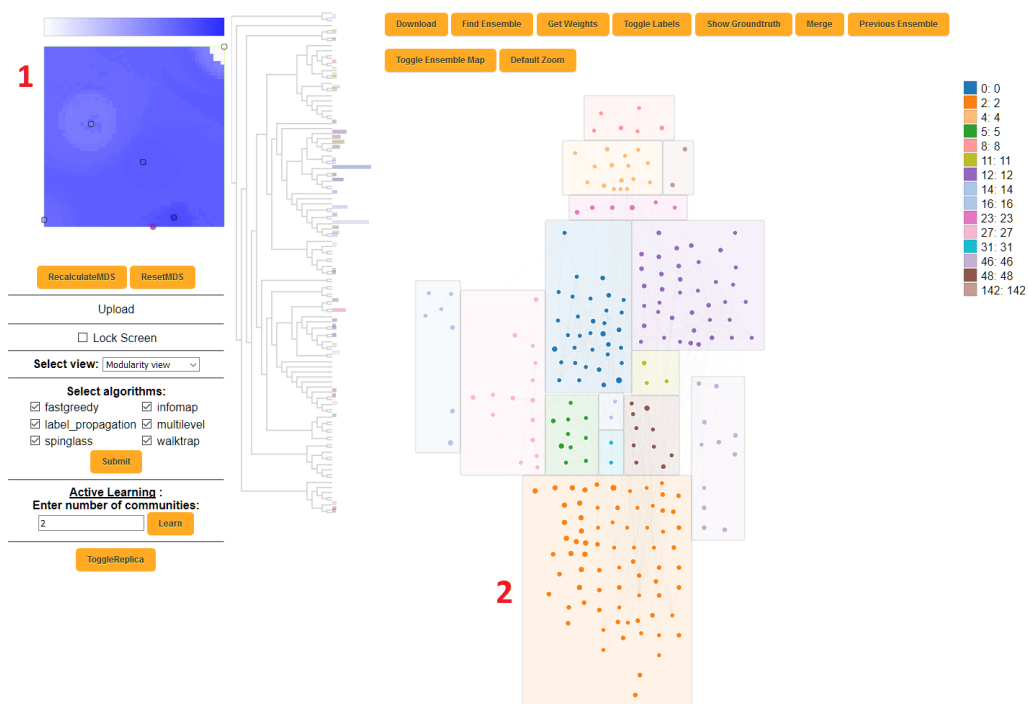 Download
Find Ensemble
Get Weights
Toggle Labels
Show Groundtruth
Merge
Previous Ensemble
Toggle Ensemble Map
Default Zoom
1
RecalculateMDS
ResetMDS
Upload
Lock Screen
Select view: Modularity view
Select algorithms:
fastgreedy
infomap
label_propagation
multilevel
spinglass
walktrap
Submit
Active Learning :
Enter number of communities:
2
Learn
ToggleReplica
2
0: 0
2: 2
4: 4
5: 5
8: 8
11: 11
12: 12
14: 14
16: 16
23: 23
27: 27
31: 31
46: 46
48: 48
142: 142